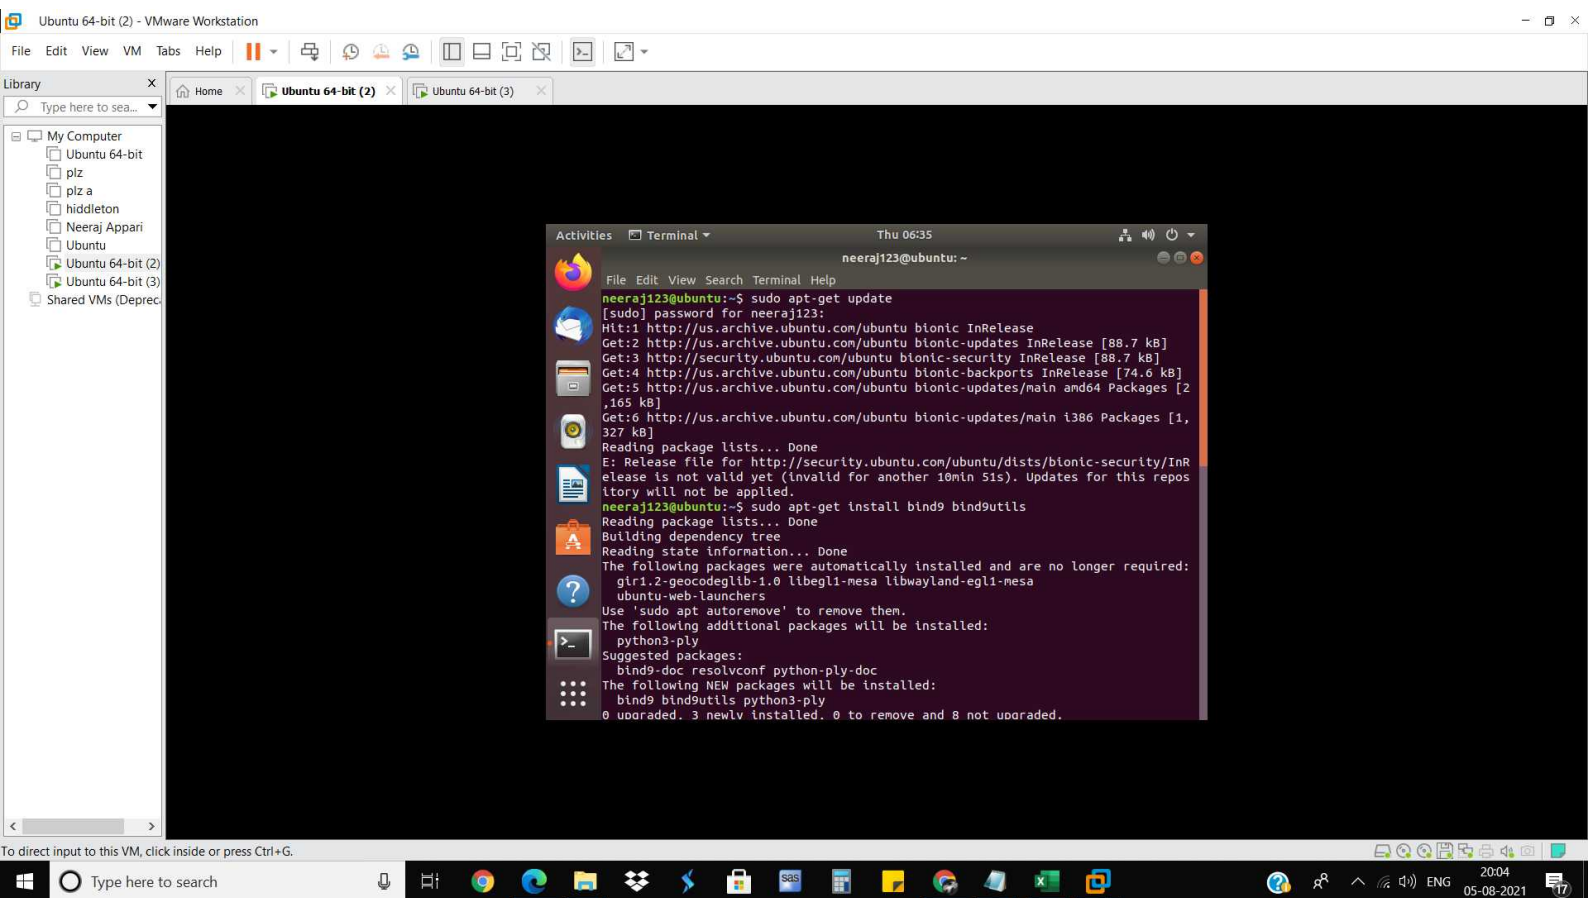 Ubuntu 64-bit (2) - VMware Workstation
File Edit View VM Tabs Help
Library
Type here to sea...
My Computer
Ubuntu 64-bit
plz
plz a
hiddleton
Neeraj Appari
Ubuntu
Ubuntu 64-bit (2)
Ubuntu 64-bit (3)
Shared VMs (Deprec
Home
Ubuntu 64-bit (2)
Ubuntu 64-bit (3)
Activities Terminal Thu 06:35
neeraj123@ubuntu: ~
File Edit View Search Terminal Help
neeraj123@ubuntu:~$ sudo apt-get update
[sudo] password for neeraj123:
Hit:1 http://us.archive.ubuntu.com/ubuntu bionic InRelease
Get:2 http://us.archive.ubuntu.com/ubuntu bionic-updates InRelease [88.7 kB]
Get:3 http://security.ubuntu.com/ubuntu bionic-security InRelease [88.7 kB]
Get:4 http://us.archive.ubuntu.com/ubuntu bionic-backports InRelease [74.6 kB]
Get:5 http://us.archive.ubuntu.com/ubuntu bionic-updates/main amd64 Packages [2
,165 kB]
Get:6 http://us.archive.ubuntu.com/ubuntu bionic-updates/main i386 Packages [1,
327 kB]
Reading package lists... Done
E: Release file for http://security.ubuntu.com/ubuntu/dists/bionic-security/InR
elease is not valid yet (invalid for another 10min 51s). Updates for this repos
itory will not be applied.
neeraj123@ubuntu:~$ sudo apt-get install bind9 bind9utils
Reading package lists... Done
Building dependency tree
Reading state information... Done
The following packages were automatically installed and are no longer required:
gir1.2-geocodeglib-1.0 libegl1-mesa libwayland-egl1-mesa
ubuntu-web-launchers
Use 'sudo apt autoremove' to remove them.
The following additional packages will be installed:
python3-ply
Suggested packages:
bind9-doc resolvconf python-ply-doc
The following NEW packages will be installed:
bind9 bind9utils python3-ply
0 upgraded, 3 newly installed, 0 to remove and 8 not upgraded.
To direct input to this VM, click inside or press Ctrl+G.
Type here to search
sas
ENG
20:04
05-08-2021
17